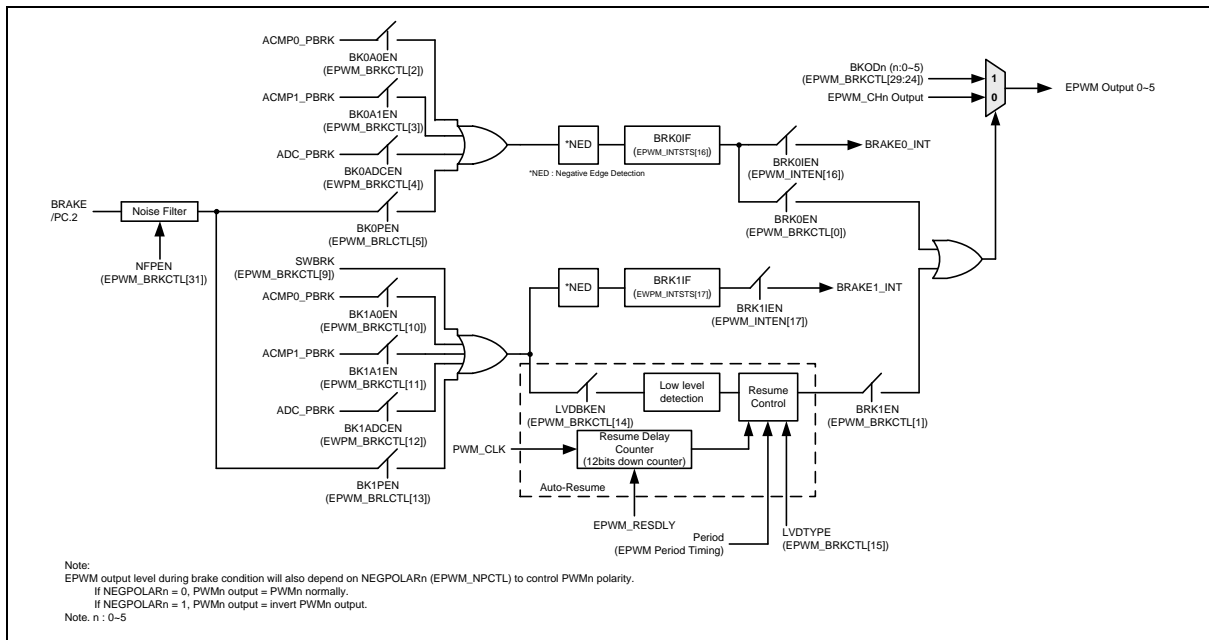 ACMP0_PBRK
BK0A0EN
(EPWM_BRKCTL[2])
ACMP1_PBRK
BK0A1EN
(EPWM_BRKCTL[3])
ADC_PBRK
BK0ADCEN
(EWPM_BRKCTL[4])
BRAKE
/PC.2
Noise Filter
NFPEN
(EPWM_BRKCTL[31])
BK0PEN
(EPWM_BRLCTL[5])
*NED
*NED : Negative Edge Detection
BRK0IF
(EPWM_INTSTS[16])
BRK0IEN
(EPWM_INTEN[16])
BRAKE0_INT
BRK0EN
(EPWM_BRKCTL[0])
BKODn (n:0~5)
(EPWM_BRKCTL[29:24])
EPWM_CHn Output
1
0
EPWM Output 0~5
SWBRK
(EPWM_BRKCTL[9])
ACMP0_PBRK
BK1A0EN
(EPWM_BRKCTL[10])
ACMP1_PBRK
BK1A1EN
(EPWM_BRKCTL[11])
ADC_PBRK
BK1ADCEN
(EWPM_BRKCTL[12])
BK1PEN
(EPWM_BRLCTL[13])
*NED
BRK1IF
(EWPM_INTSTS[17])
BRK1IEN
(EPWM_INTEN[17])
BRAKE1_INT
LVDBKEN
(EPWM_BRKCTL[14])
Low level
detection
Resume
Control
BRK1EN
(EPWM_BRKCTL[1])
PWM_CLK
Resume Delay
Counter
(12bits down counter)
Auto-Resume
EPWM_RESDLY
Period
(EPWM Period Timing)
LVDTYPE
(EPWM_BRKCTL[15])
Note:
EPWM output level during brake condition will also depend on NEGPOLARn (EPWM_NPCTL) to control PWMn polarity.
If NEGPOLARn = 0, PWMn output = PWMn normally.
If NEGPOLARn = 1, PWMn output = invert PWMn output.
Note. n : 0~5